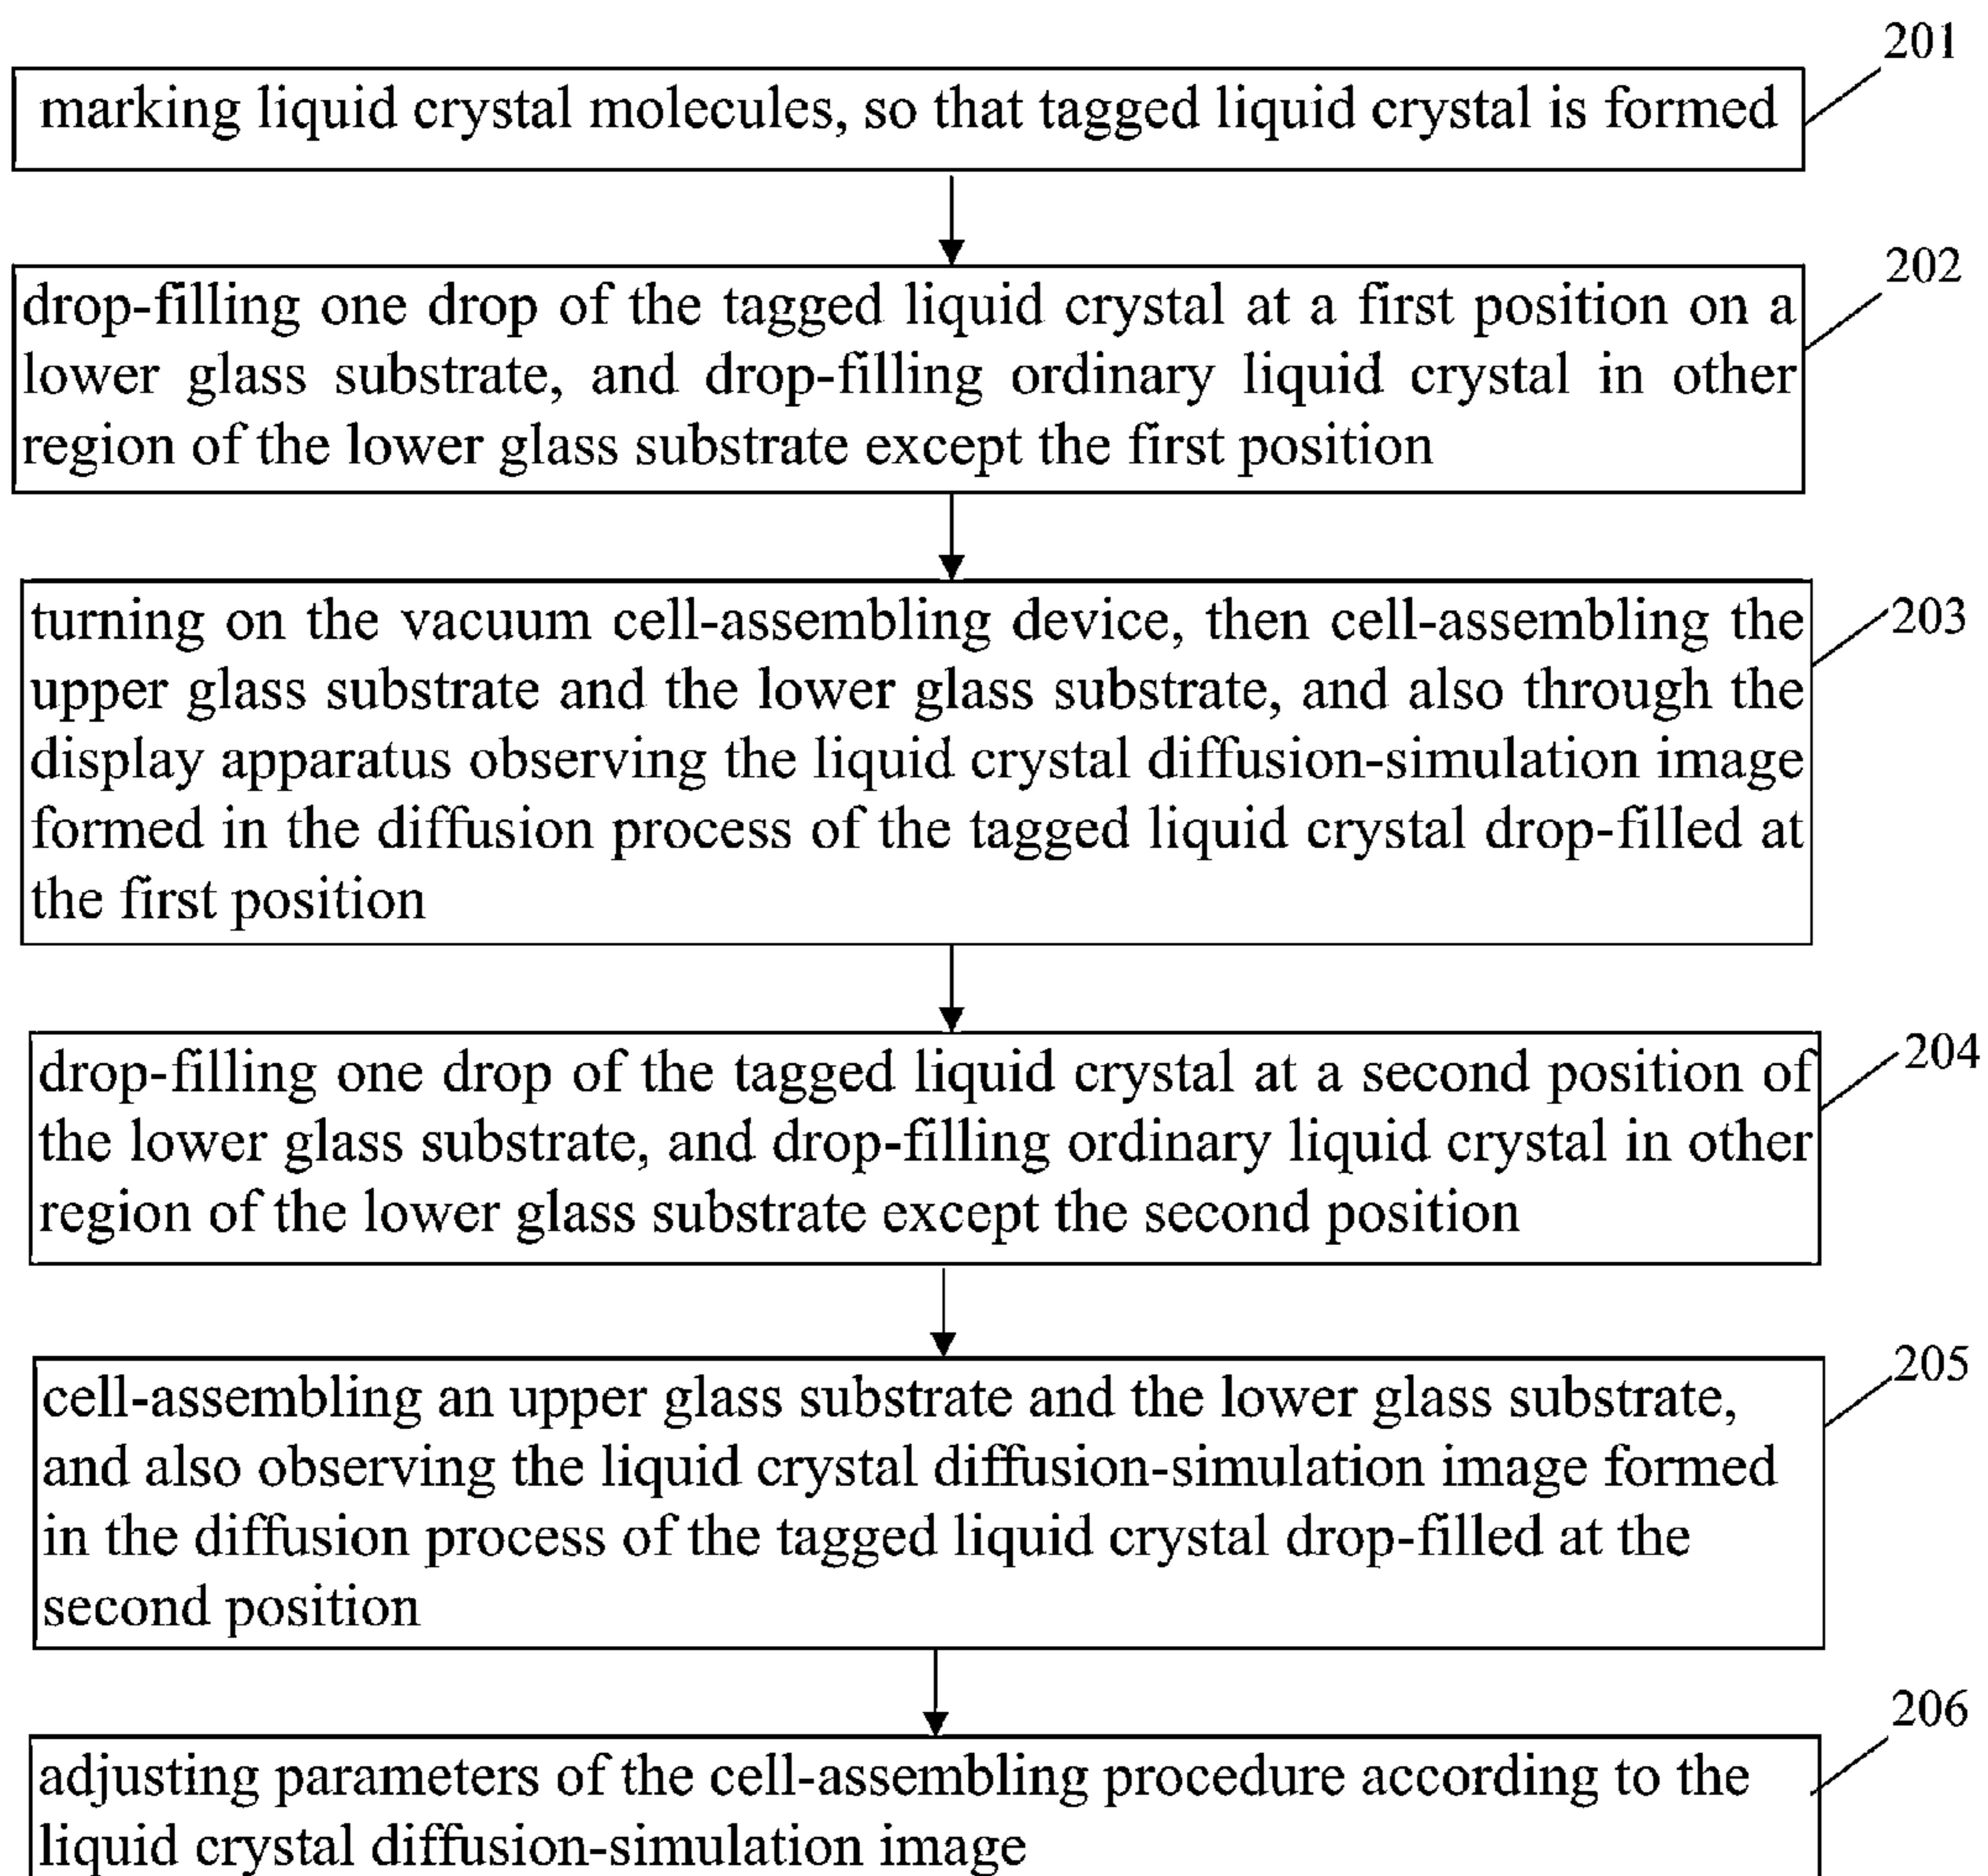 201
marking liquid crystal molecules, so that tagged liquid crystal is formed
202
drop-filling one drop of the tagged liquid crystal at a first position on a
lower glass substrate, and drop-filling ordinary liquid crystal in other
region of the lower glass substrate except the first position
203
turning on the vacuum cell-assembling device, then cell-assembling the
upper glass substrate and the lower glass substrate, and also through the
display apparatus observing the liquid crystal diffusion-simulation image
formed in the diffusion process of the tagged liquid crystal drop-filled at
the first position
204
drop-filling one drop of the tagged liquid crystal at a second position of
the lower glass substrate, and drop-filling ordinary liquid crystal in other
region of the lower glass substrate except the second position
205
cell-assembling an upper glass substrate and the lower glass substrate,
and also observing the liquid crystal diffusion-simulation image formed
in the diffusion process of the tagged liquid crystal drop-filled at the
second position
206
adjusting parameters of the cell-assembling procedure according to the
liquid crystal diffusion-simulation image